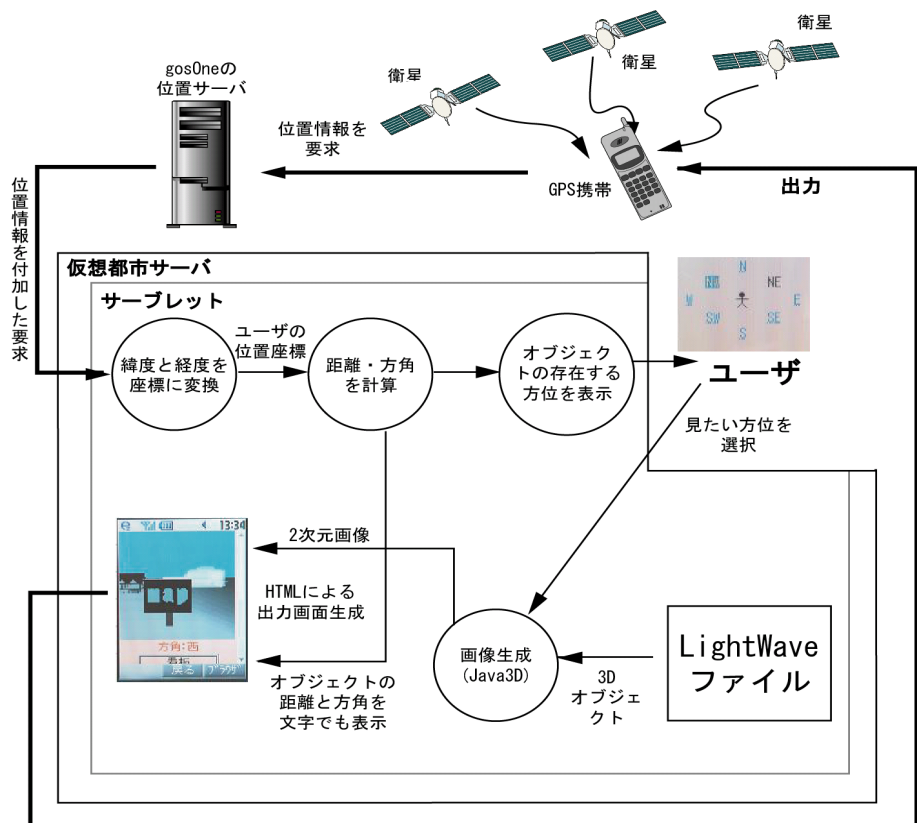 衛星
衛星
衛星
gosOneの
位置サーバ
位置情報を
要求
GPS携帯
出力
位置情報を付加した要求
仮想都市サーバ
サーブレット
N
NE
W
E
SW
SE
S
ユーザ
緯度と経度を
座標に変換
ユーザの
位置座標
距離・方角
を計算
オブジェク
トの存在する
方位を表示
見たい方位を
選択
13:34
方角:西
看板
戻る
ブラウザ
2次元画像
HTMLによる
出力画面生成
オブジェクトの
距離と方角を
文字でも表示
画像生成
(Java3D)
3D
オブジェ
クト
LightWave
ファイル